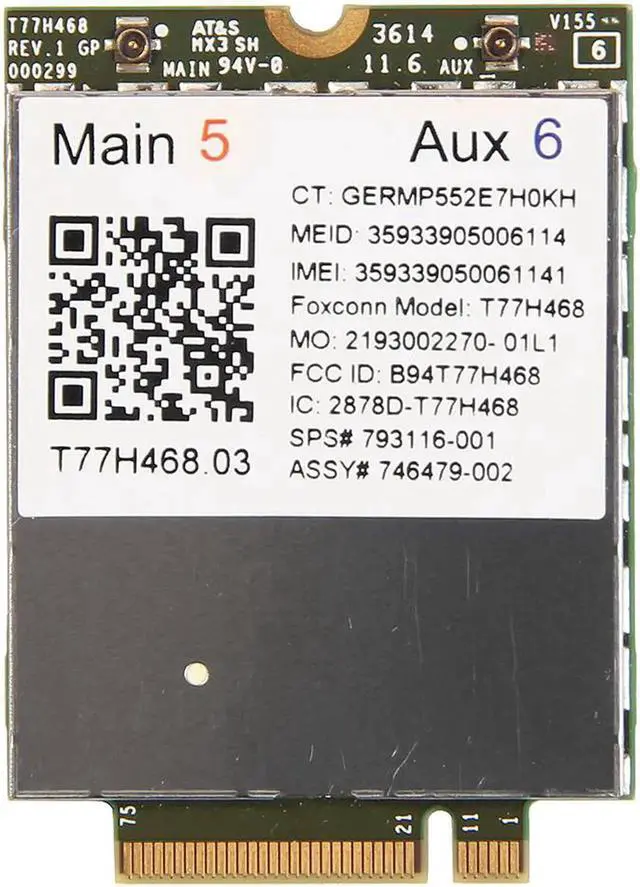 T77H468
REV.1 GP
000299
AT&S
MX3 SH
MAIN 94V-0
3614
11.6. AUX
1
V155
6
Main 5
Aux 6
CT: GERMP552E7H0KH
MEID: 35933905006114
IMEI: 359339050061141
Foxconn Model: T77H468
MO: 2193002270- 01L1
FCC ID: B94T77H468
IC: 2878D-T77H468
SPS# 793116-001
ASSY# 746479-002
T77H468.03
75
21
11
1